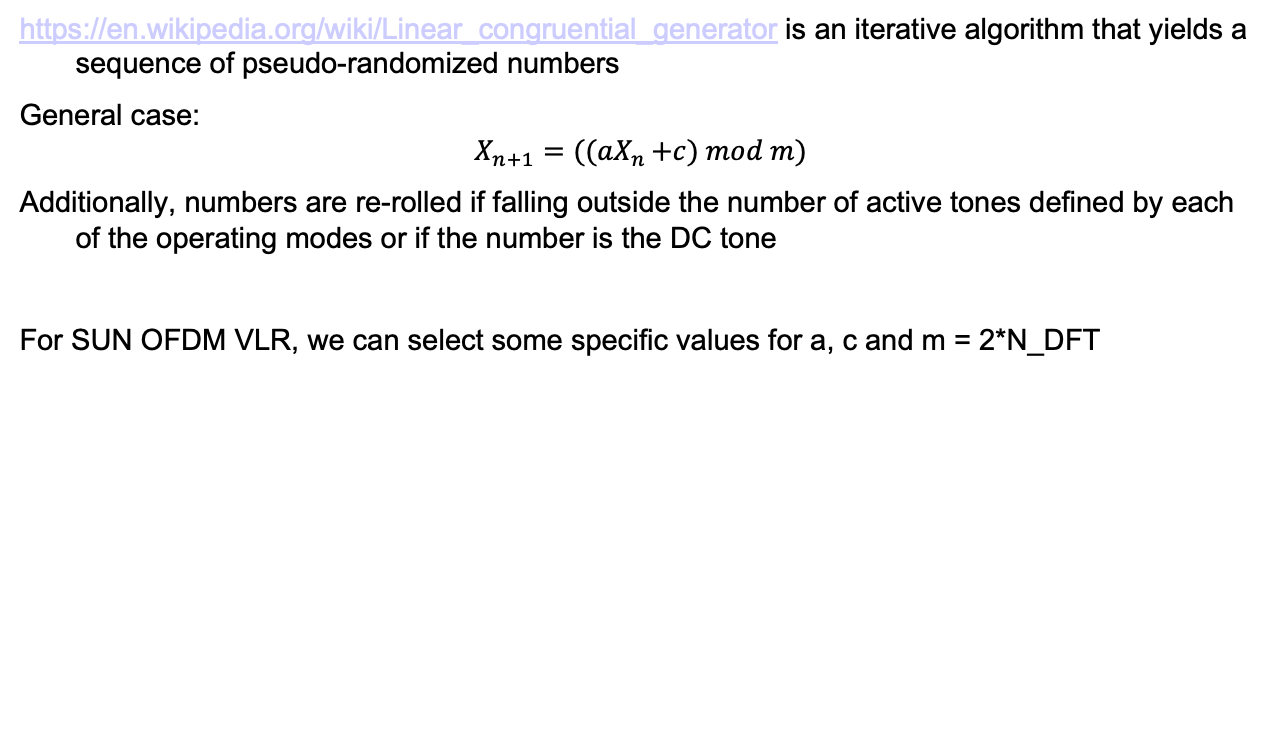 https://en.wikipedia.org/wiki/Linear_congruential_generator is an iterative algorithm that yields a
sequence of pseudo-randomized numbers
General case:
Xₙ₊₁ = ((aXₙ +c) mod m)
Additionally, numbers are re-rolled if falling outside the number of active tones defined by each
of the operating modes or if the number is the DC tone
For SUN OFDM VLR, we can select some specific values for a, c and m = 2*N_DFT